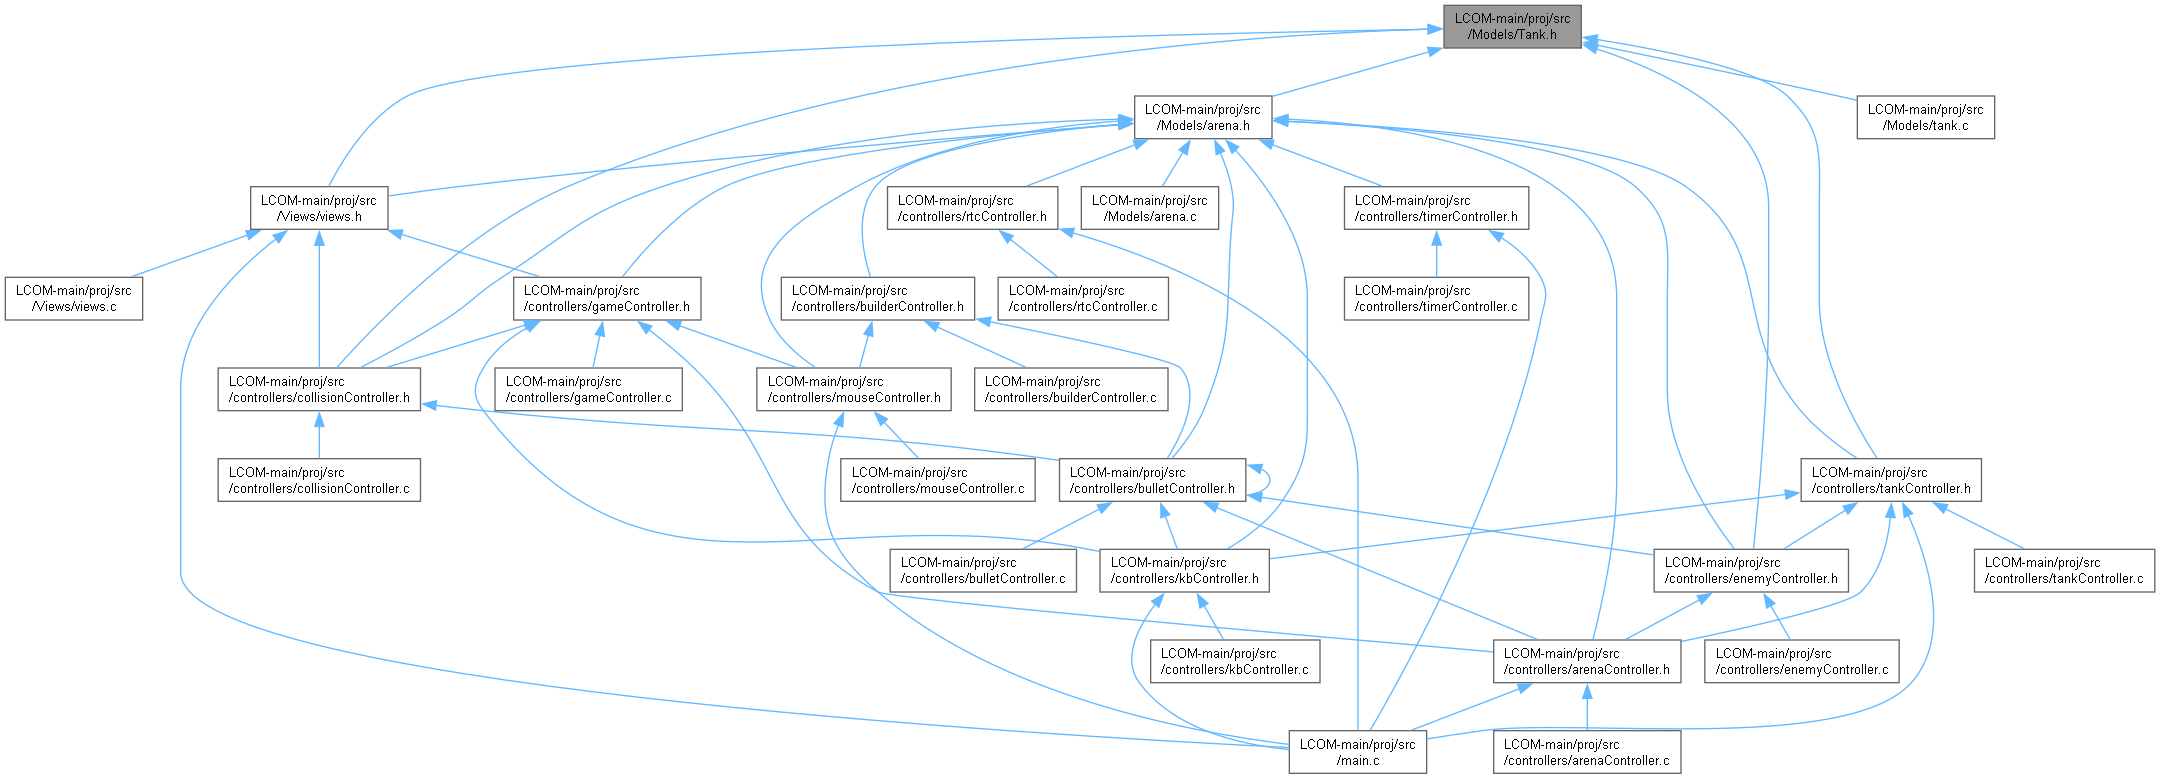 LCOM-main/proj/src
/Models/Tank.h
LCOM-main/proj/src
/Models/arena.h
LCOM-main/proj/src
/Models/tank.c
LCOM-main/proj/src
/Views/views.h
LCOM-main/proj/src
/controllers/rtcController.h
LCOM-main/proj/src
/Models/arena.c
LCOM-main/proj/src
/controllers/timerController.h
LCOM-main/proj/src
/Views/views.c
LCOM-main/proj/src
/controllers/gameController.h
LCOM-main/proj/src
/controllers/builderController.h
LCOM-main/proj/src
/controllers/rtcController.c
LCOM-main/proj/src
/controllers/timerController.c
LCOM-main/proj/src
/controllers/collisionController.h
LCOM-main/proj/src
/controllers/gameController.c
LCOM-main/proj/src
/controllers/mouseController.h
LCOM-main/proj/src
/controllers/builderController.c
LCOM-main/proj/src
/controllers/collisionController.c
LCOM-main/proj/src
/controllers/mouseController.c
LCOM-main/proj/src
/controllers/bulletController.h
LCOM-main/proj/src
/controllers/tankController.h
LCOM-main/proj/src
/controllers/bulletController.c
LCOM-main/proj/src
/controllers/kbController.h
LCOM-main/proj/src
/controllers/enemyController.h
LCOM-main/proj/src
/controllers/tankController.c
LCOM-main/proj/src
/controllers/kbController.c
LCOM-main/proj/src
/controllers/arenaController.h
LCOM-main/proj/src
/controllers/enemyController.c
LCOM-main/proj/src
/main.c
LCOM-main/proj/src
/controllers/arenaController.c